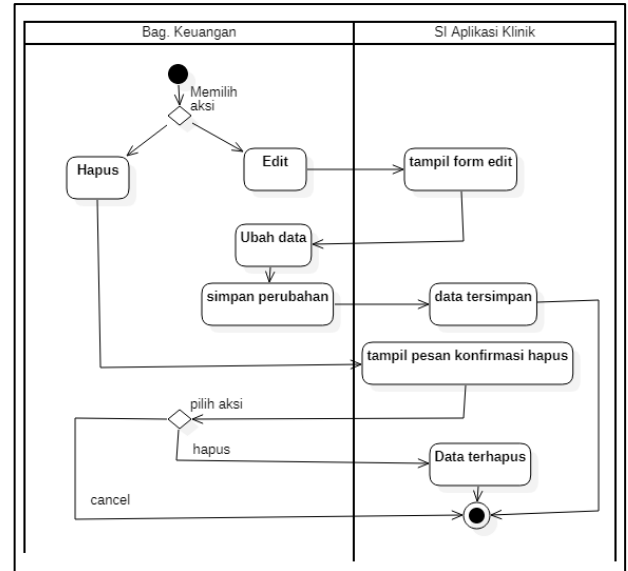 Bag. Keuangan
SI Aplikasi Klinik
Memilih
aksi
Hapus
Edit
tampil form edit
Ubah data
simpan perubahan
data tersimpan
tampil pesan konfirmasi hapus
pilih aksi
hapus
Data terhapus
cancel